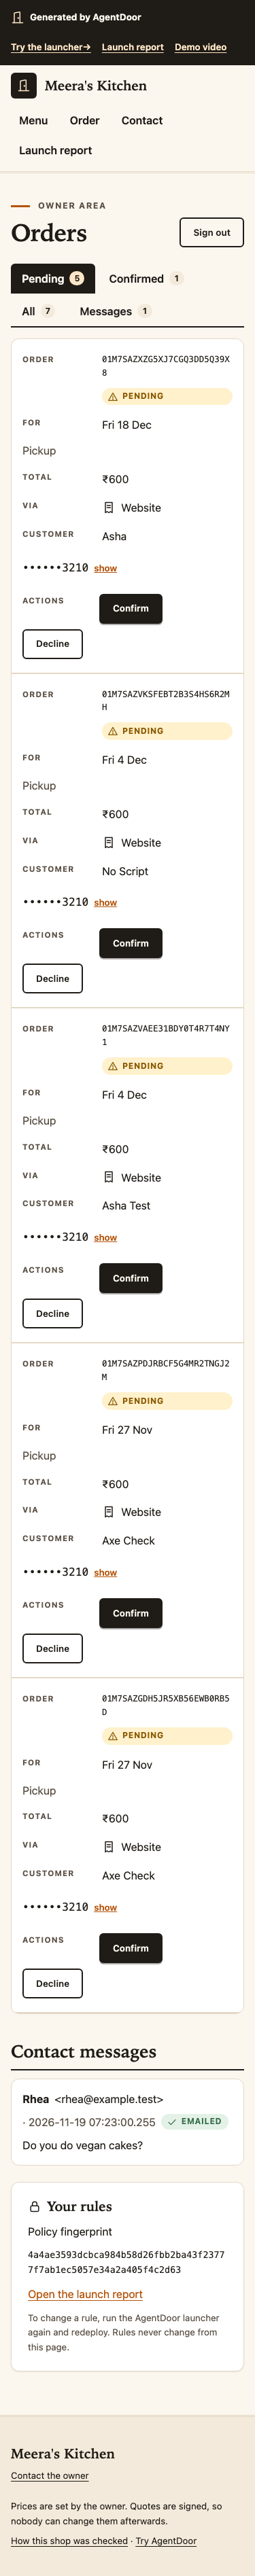 Generated by AgentDoor
Try the launcher→ Launch report Demo video
Meera's Kitchen
Menu Order Contact
Launch report
OWNER AREA
Orders
Sign out
Pending 5 Confirmed 1
All 7 Messages 1
ORDER 01M7SAZXZG5XJ7CGQ3DD5Q39X
8
PENDING
FOR Fri 18 Dec
Pickup
TOTAL ₹600
VIA Website
CUSTOMER Asha
••••••3210 show
ACTIONS Confirm
Decline
ORDER 01M7SAZVKSFEBT2B3S4HS6R2M
H
PENDING
FOR Fri 4 Dec
Pickup
TOTAL ₹600
VIA Website
CUSTOMER No Script
••••••3210 show
ACTIONS Confirm
Decline
ORDER 01M7SAZVAEE31BDY0T4R7T4NY
1
PENDING
FOR Fri 4 Dec
Pickup
TOTAL ₹600
VIA Website
CUSTOMER Asha Test
••••••3210 show
ACTIONS Confirm
Decline
ORDER 01M7SAZPDJRBCF5G4MR2TNGJ2
M
PENDING
FOR Fri 27 Nov
Pickup
TOTAL ₹600
VIA Website
CUSTOMER Axe Check
••••••3210 show
ACTIONS Confirm
Decline
ORDER 01M7SAZGDH5JR5XB56EWB0RB5
D
PENDING
FOR Fri 27 Nov
Pickup
TOTAL ₹600
VIA Website
CUSTOMER Axe Check
••••••3210 show
ACTIONS Confirm
Decline
Contact messages
Rhea <rhea@example.test>
· 2026-11-19 07:23:00.255 EMAILED
Do you do vegan cakes?
Your rules
Policy fingerprint
4a4ae3593dcbca984b58d26fbb2ba43f2377
7f7ab1ec5057e34a2a405f4c2d63
Open the launch report
To change a rule, run the AgentDoor launcher
again and redeploy. Rules never change from
this page.
Meera's Kitchen
Contact the owner
Prices are set by the owner. Quotes are signed, so
nobody can change them afterwards.
How this shop was checked · Try AgentDoor